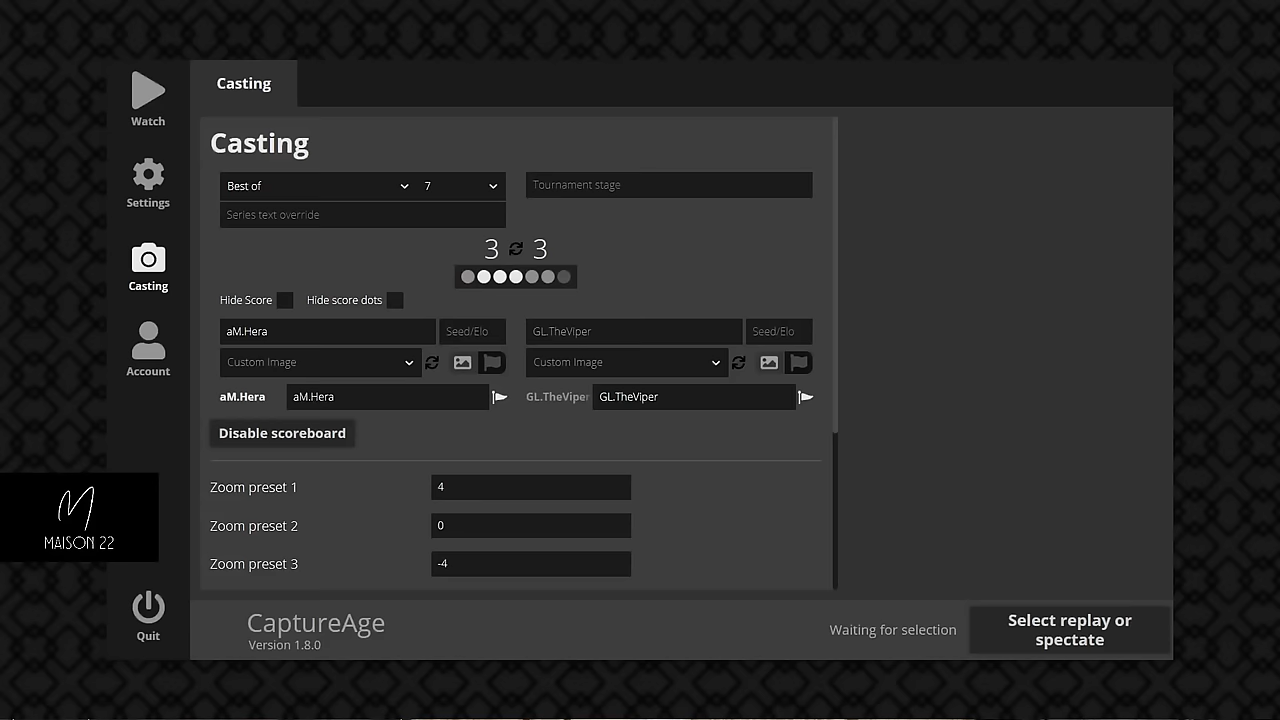 Casting
Watch
Settings
Casting
Account
Quit
Casting
Best of 7 Tournament stage
Series text override
3 3
Hide Score Hide score dots
aM.Hera Seed/Elo GL.TheViper Seed/Elo
Custom Image Custom Image
aM.Hera aM.Hera GL.TheViper GL.TheViper
Disable scoreboard
Zoom preset 1 4
Zoom preset 2 0
Zoom preset 3 -4
M
MAISON 22
CaptureAge
Version 1.8.0
Waiting for selection
Select replay or
spectate